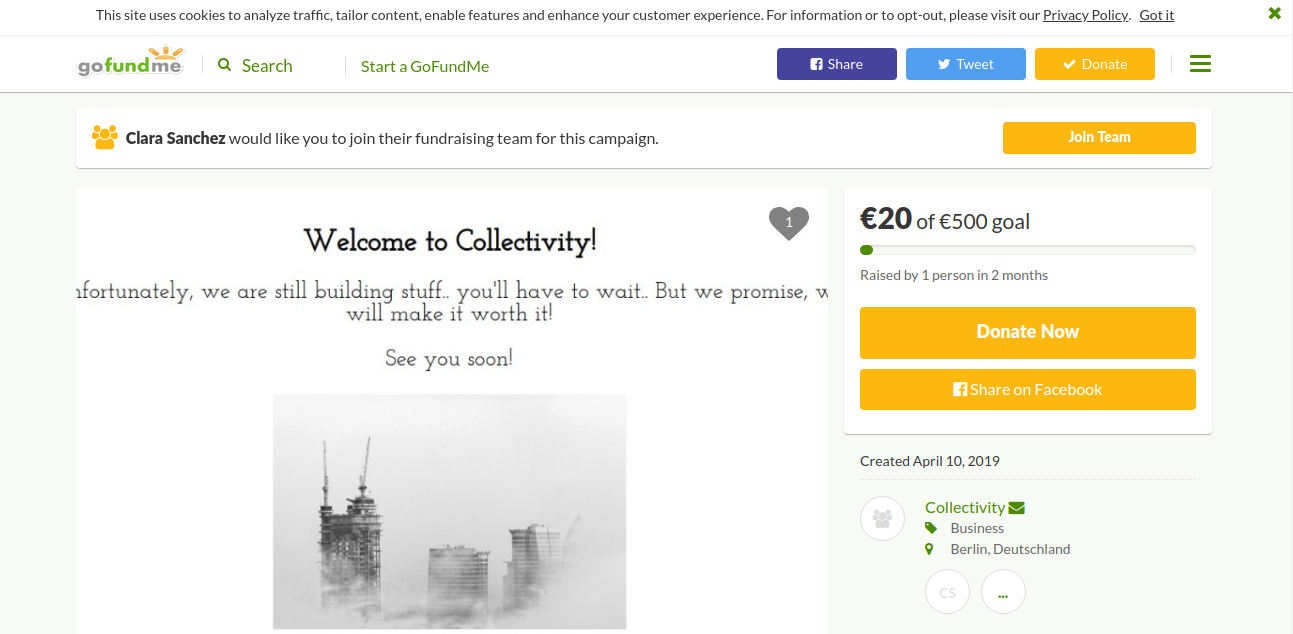 This site uses cookies to analyze traffic, tailor content, enable features and enhance your customer experience. For information or to opt-out, please visit our Privacy Policy. Got it
gofundme
Search
Start a GoFundMe
Share
Tweet
Donate
Clara Sanchez would like you to join their fundraising team for this campaign.
Join Team
1
Welcome to Collectivity!
nfortunately, we are still building stuff.. you'll have to wait.. But we promise, w
will make it worth it!
See you soon!
€20 of €500 goal
Raised by 1 person in 2 months
Donate Now
Share on Facebook
Created April 10, 2019
Collectivity
Business
Berlin, Deutschland
CS
...